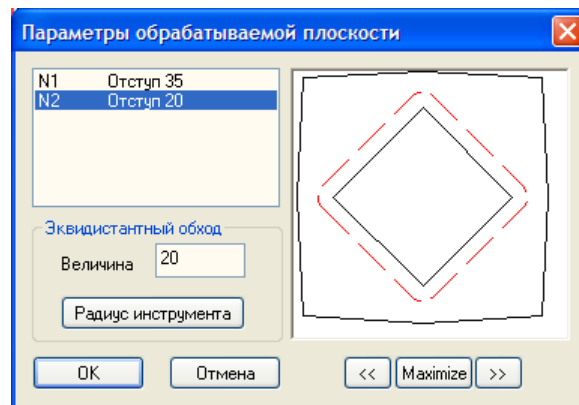 Параметры обрабатываемой плоскости
N1 Отступ 35
N2 Отступ 20
Эквидистантный обход
Величина 20
Радиус инструмента
OK Отмена << Maximize >>